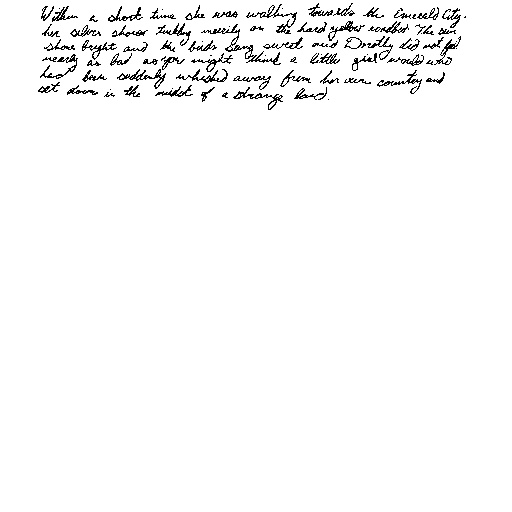 Within a short time she was walking towards the Emerald City,
her silver shoes tinkling merrily on the hard yellow roadbed. The sun
shone bright and the birds sang sweet and Dorothy did not feel
nearly as bad as you might think a little girl would who
had been suddenly whisked away from her own country and
set down in the midst of a strange land.